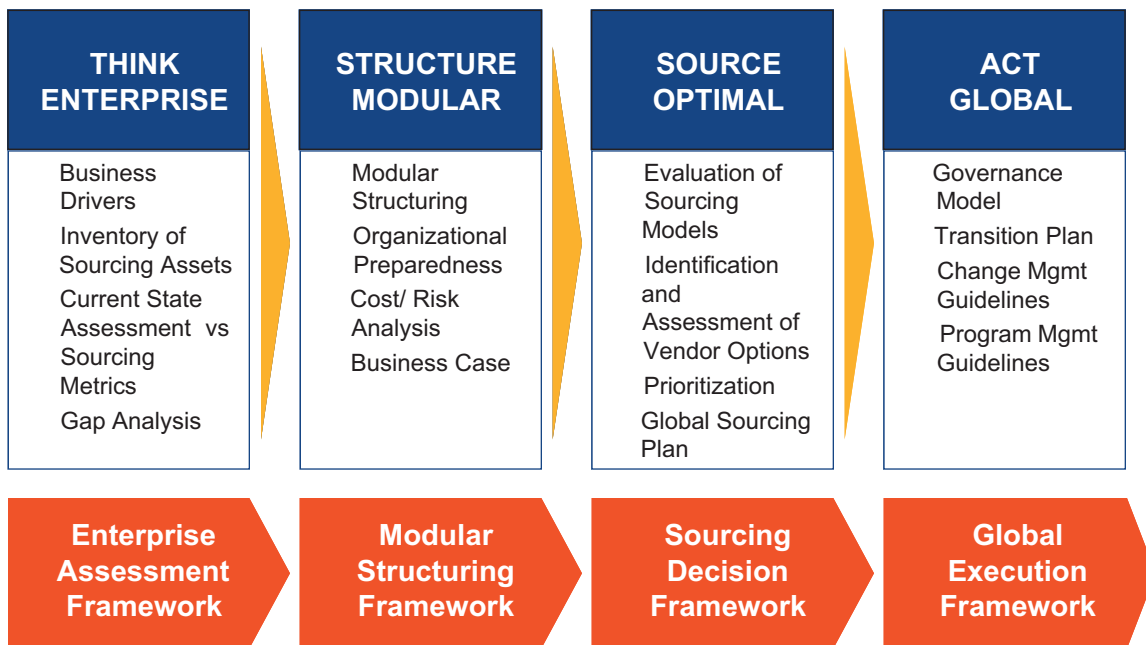 THINK
ENTERPRISE
Business
Drivers
Inventory of
Sourcing Assets
Current State
Assessment vs
Sourcing
Metrics
Gap Analysis
STRUCTURE
MODULAR
Modular
Structuring
Organizational
Preparedness
Cost/ Risk
Analysis
Business Case
SOURCE
OPTIMAL
Evaluation of
Sourcing
Models
Identification
and
Assessment of
Vendor Options
Prioritization
Global Sourcing
Plan
ACT
GLOBAL
Governance
Model
Transition Plan
Change Mgmt
Guidelines
Program Mgmt
Guidelines
Enterprise
Assessment
Framework
Modular
Structuring
Framework
Sourcing
Decision
Framework
Global
Execution
Framework